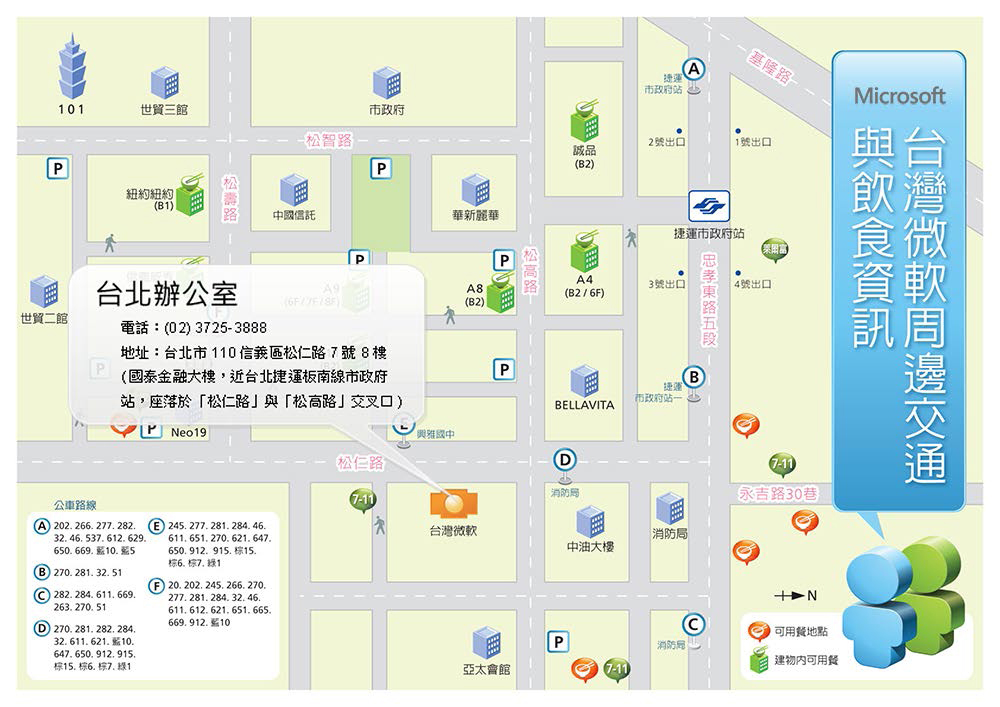 Microsoft
台灣微軟周邊交通
與飲食資訊
基隆路
101
世貿三館
市政府
捷運
市政府站
A
誠品
(B2)
2號出口
1號出口
松智路
P
P
紐約紐約
(B1)
松壽路
中國信託
華新麗華
捷運市政府站
萊爾富
P
P
松高路
A4
(B2 / 6F)
忠孝東路五段
3號出口
4號出口
世貿二館
A9
(6F / 7F / 8F)
A8
(B2)
F
台北辦公室
電話：(02) 3725-3888
地址：台北市 110 信義區松仁路 7 號 8 樓
(國泰金融大樓，近台北捷運板南線市政府
站，座落於「松仁路」與「松高路」交叉口)
P
P
BELLAVITA
捷運
市政府站一
B
P
Neo19
E
興雅國中
松仁路
D
消防局
7-11
永吉路30巷
7-11
台灣微軟
中油大樓
消防局
公車路線
A 202. 266. 277. 282.
32. 46. 537. 612. 629.
650. 669. 藍10. 藍5
B 270. 281. 32. 51
C 282. 284. 611. 669.
263. 270. 51
D 270. 281. 282. 284.
32. 611. 621. 藍10.
647. 650. 912. 915.
棕15. 棕6. 棕7. 綠1
E 245. 277. 281. 284. 46.
611. 651. 270. 621. 647.
650. 912. 915. 棕15.
棕6. 棕7. 綠1
F 20. 202. 245. 266. 270.
277. 281. 284. 32. 46.
611. 612. 621. 651. 665.
669. 912. 藍10
N
亞太會館
P
7-11
消防局
C
可用餐地點
建物內可用餐